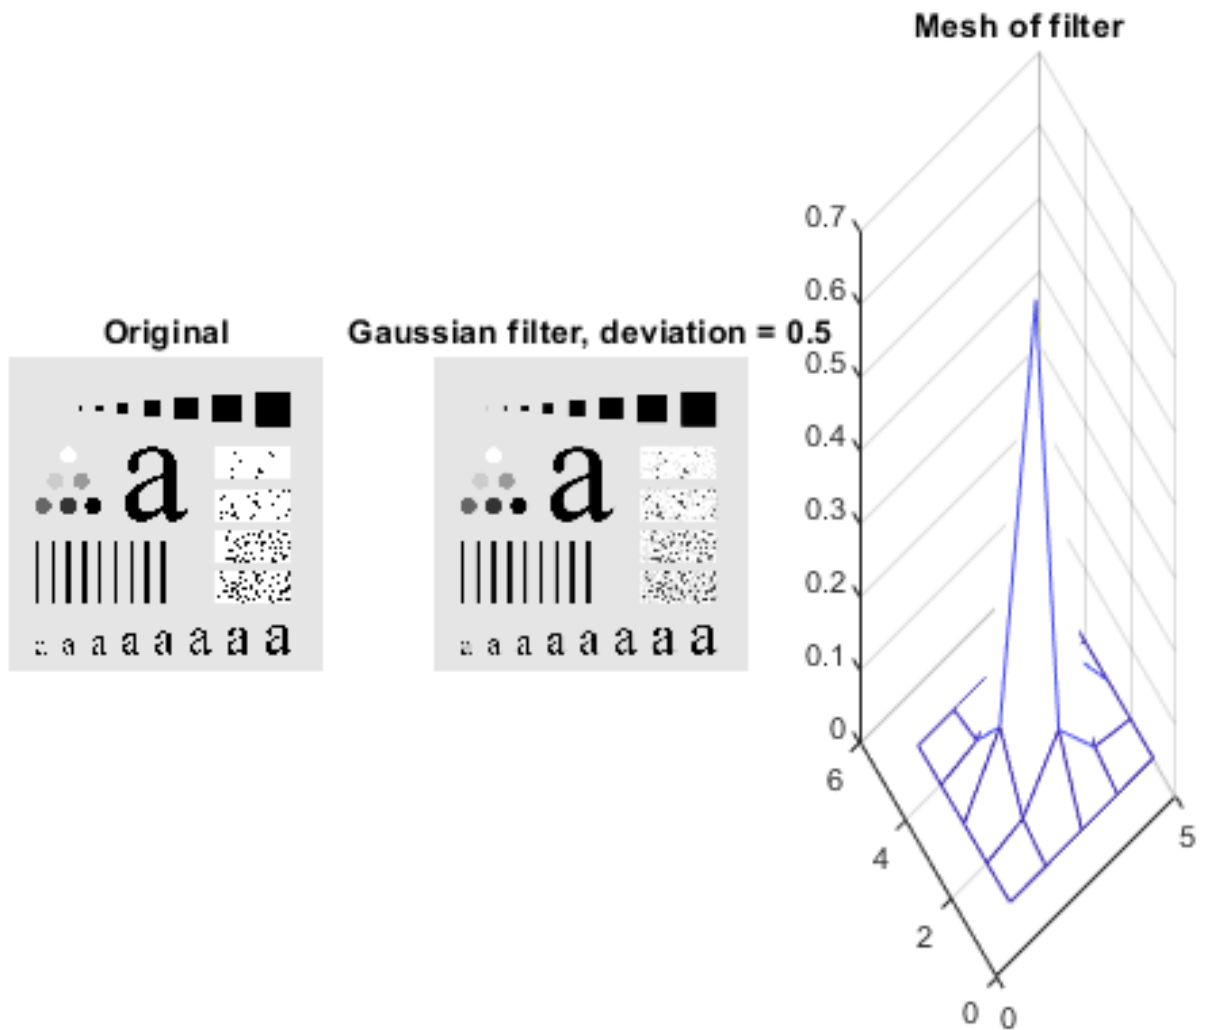 Mesh of filter
0.7
0.6
Original
Gaussian filter, deviation = 0.5
0.5
0.4
0.3
0.2
0.1
0
6
4
2
0
0
5
a
a
a a a a a a a a
a
a
a a a a a a a a